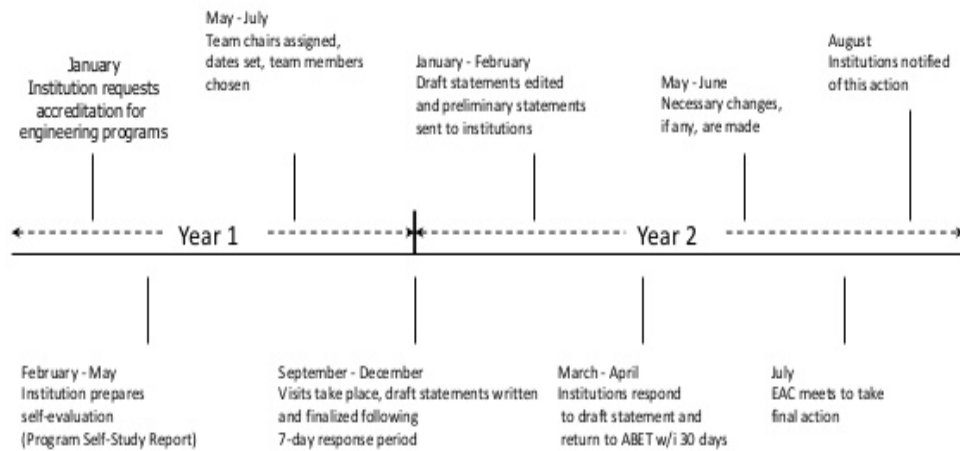 January
Institution requests
accreditation for
engineering programs
May - July
Team chairs assigned,
dates set, team members
chosen
January - February
Draft statements edited
and preliminary statements
sent to institutions
May - June
Necessary changes,
if any, are made
August
Institutions notified
of this action
Year 1
Year 2
February - May
Institution prepares
self-evaluation
(Program Self-Study Report)
September - December
Visits take place, draft statements written
and finalized following
7-day response period
March - April
Institutions respond
to draft statement and
return to ABET w/i 30 days
July
EAC meets to take
final action